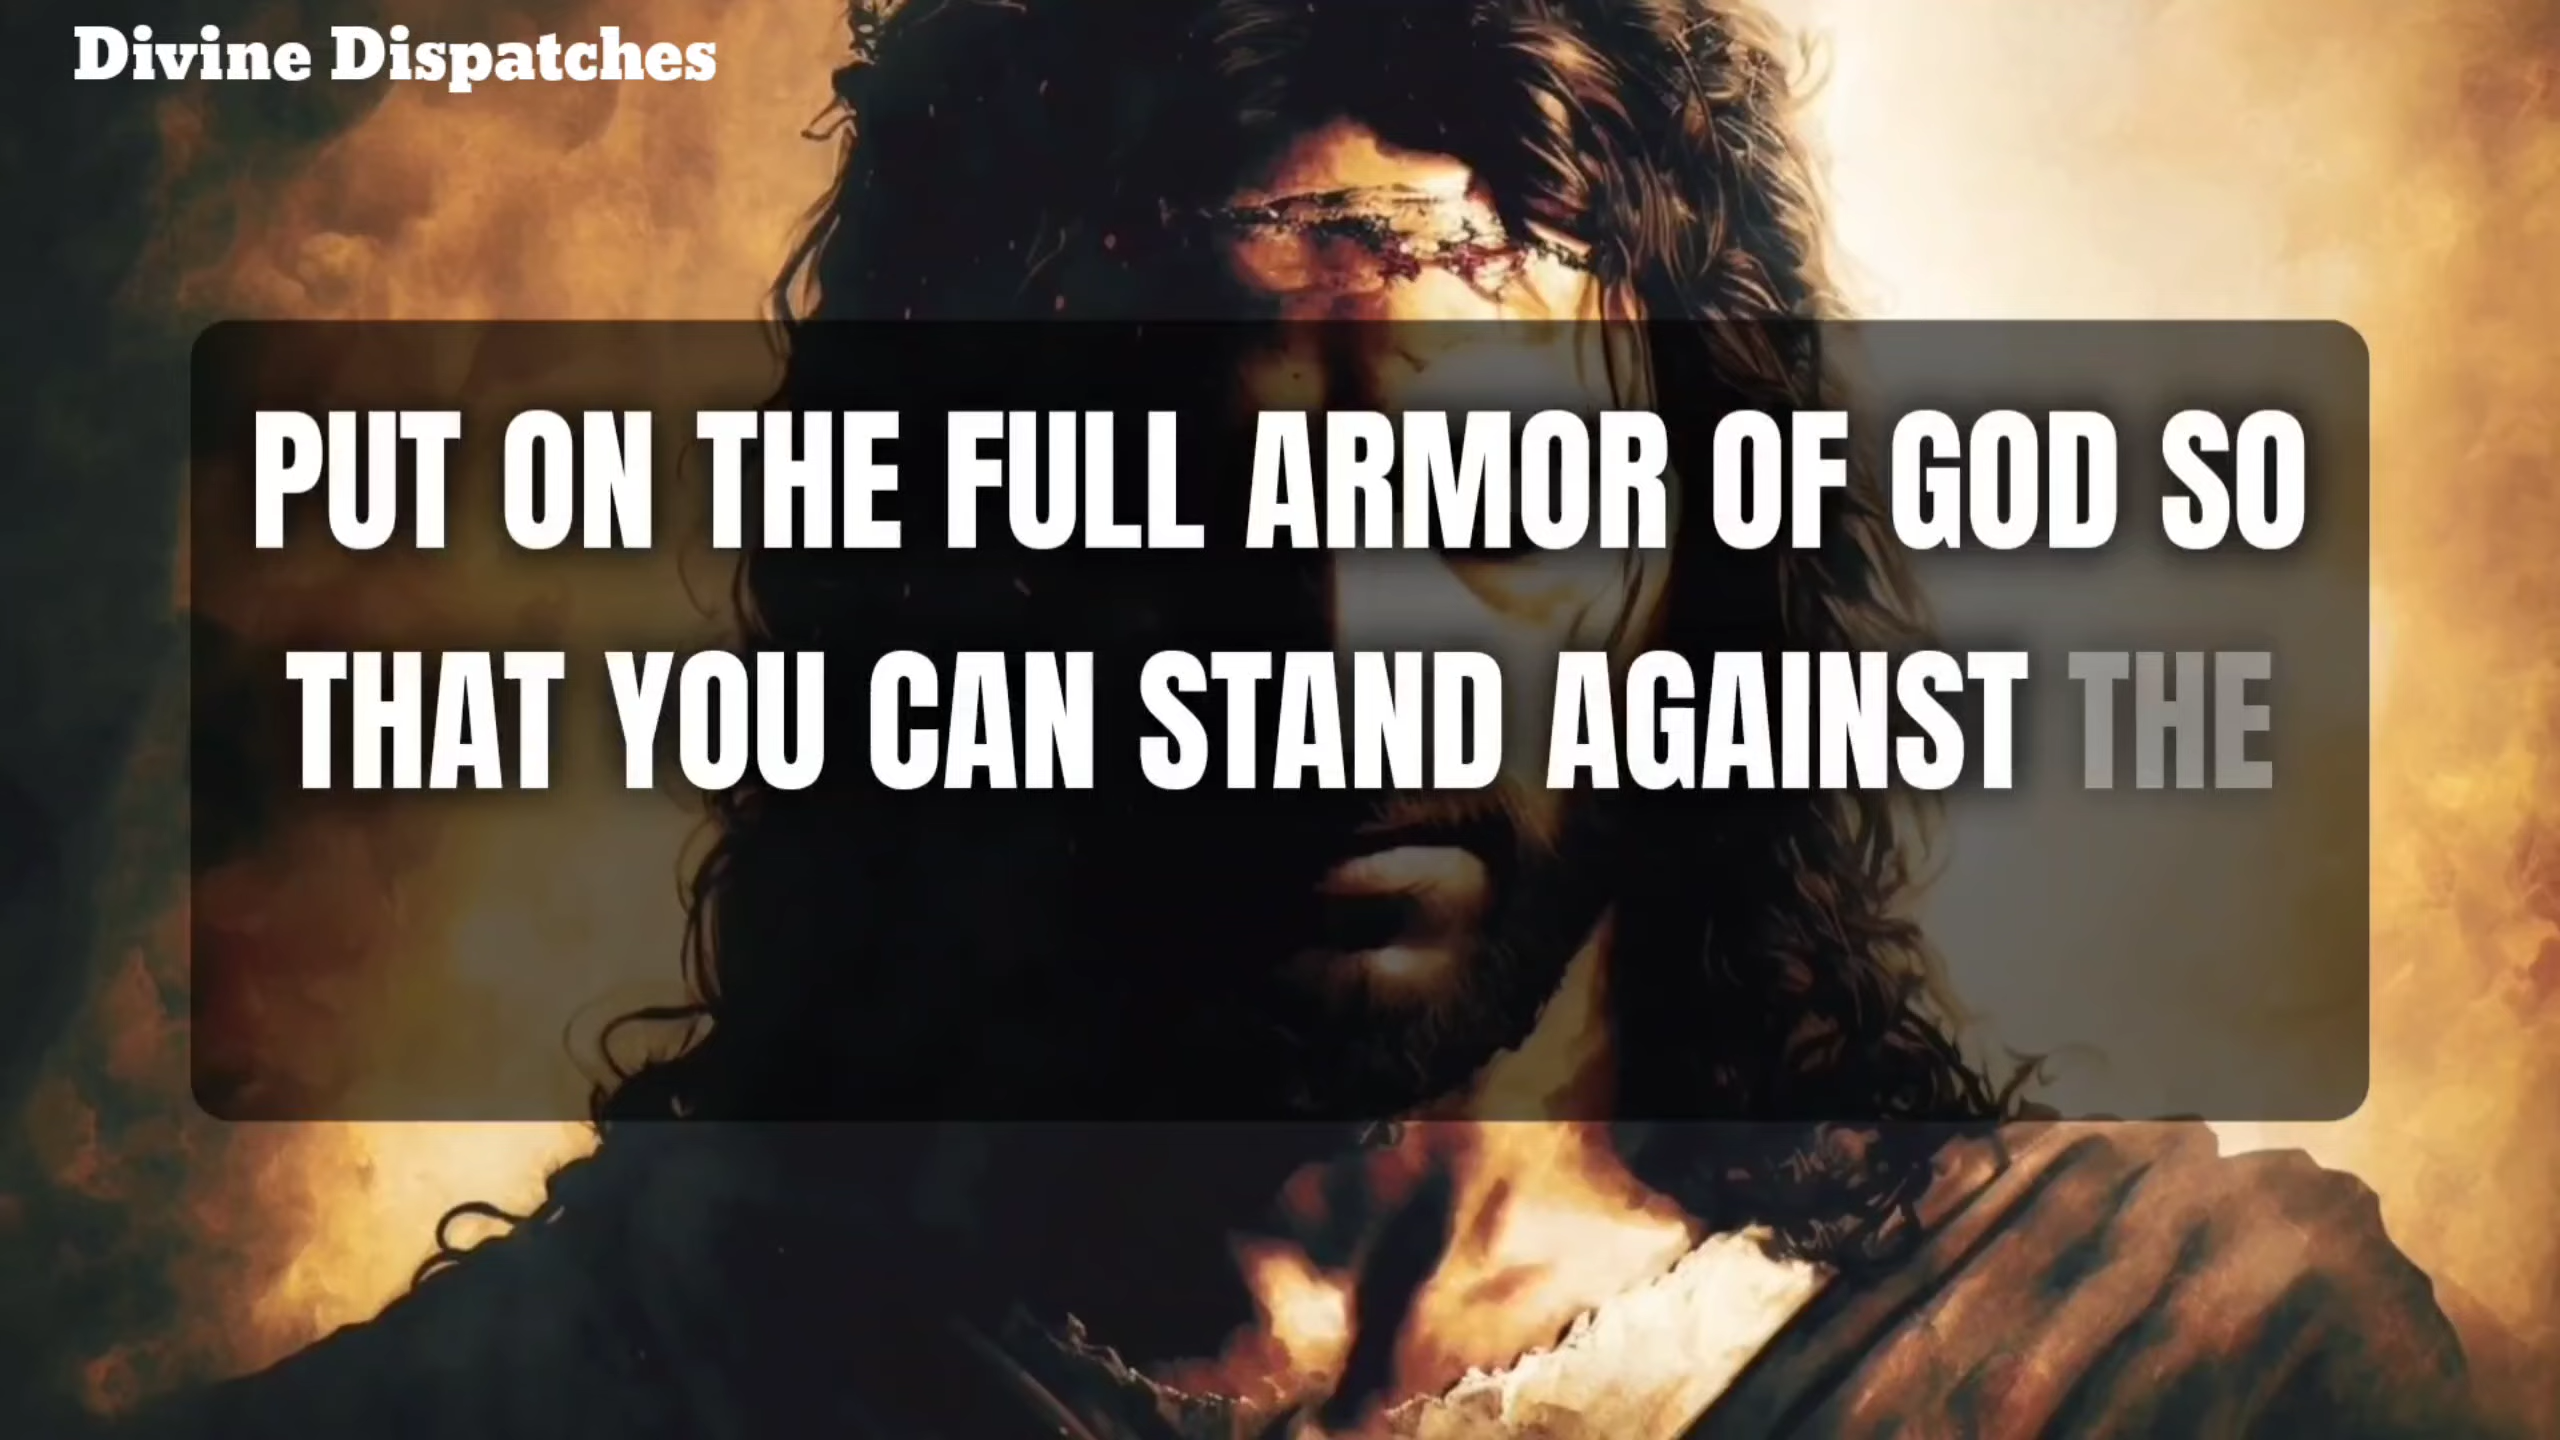 Divine Dispatches
PUT ON THE FULL ARMOR OF GOD SO
THAT YOU CAN STAND AGAINST THE